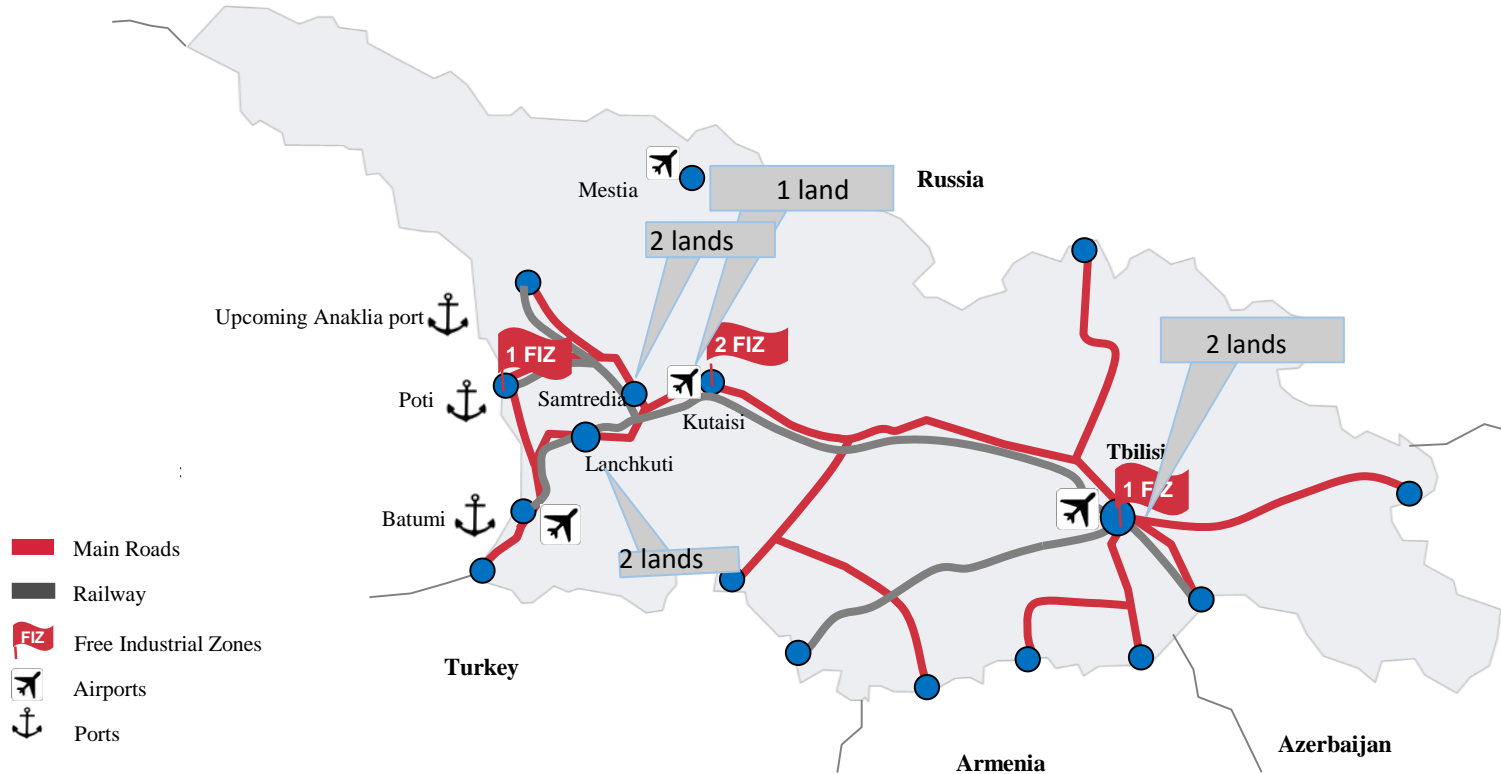 Mestia
1 land
Russia
2 lands
Upcoming Anaklia port
1 FIZ
2 FIZ
2 lands
Poti
Samtredia
Kutaisi
Lanchkuti
Tbilisi
1 FIZ
:
Batumi
2 lands
Main Roads
Railway
FIZ
Free Industrial Zones
Airports
Ports
Turkey
Armenia
Azerbaijan